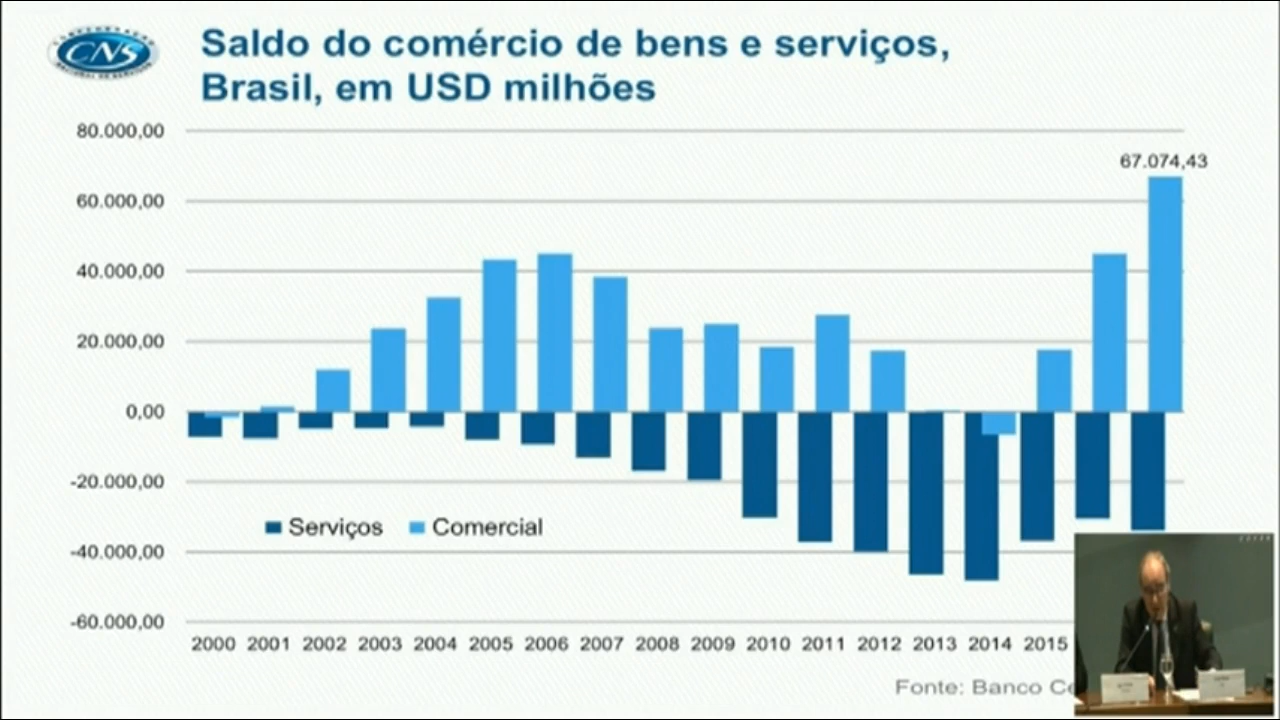 CNS
Saldo do comércio de bens e serviços,
Brasil, em USD milhões
80.000,00
67.074,43
60.000,00
40.000,00
20.000,00
0,00
-20.000,00
Serviços Comercial
-40.000,00
-60.000,00
2000 2001 2002 2003 2004 2005 2006 2007 2008 2009 2010 2011 2012 2013 2014 2015
Fonte: Banco